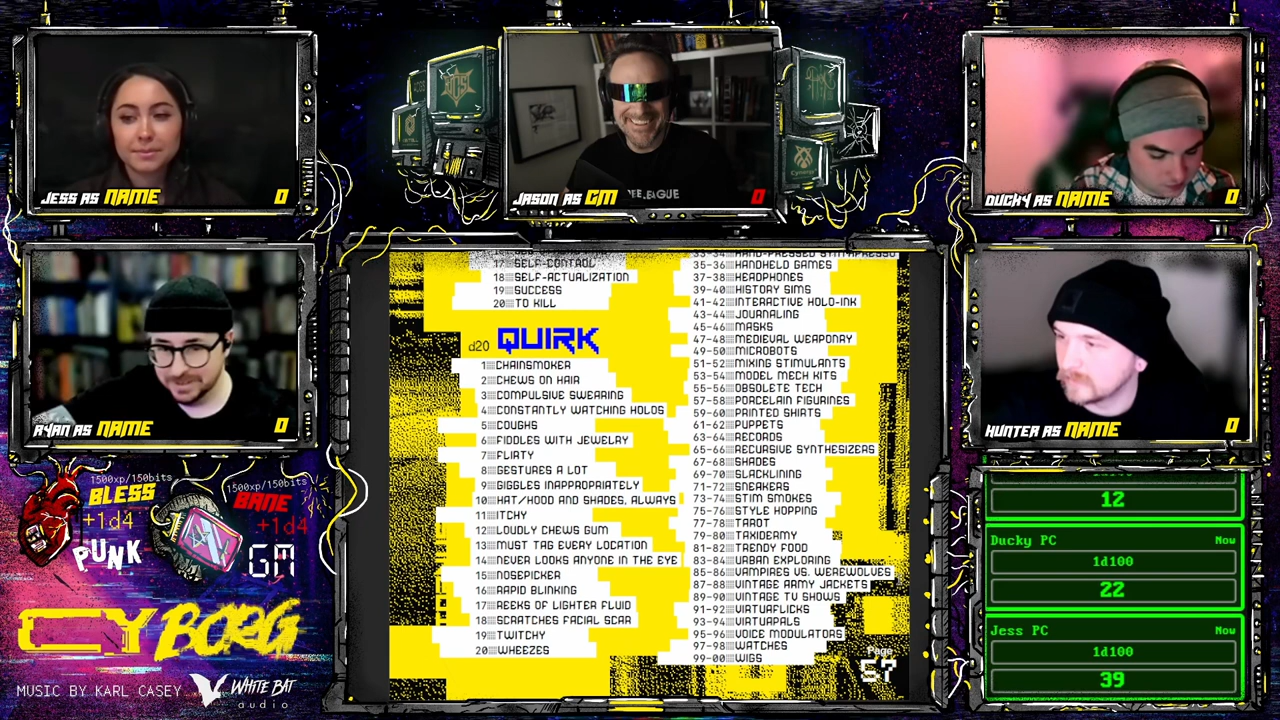 JESS AS NAME
0
JASON AS GM
0
DUCKY AS NAME
0
RYAN AS NAME
0
HUNTER AS NAME
0
EE.EAGUE
17 SELF-CONTROL
18 SELF-ACTUALIZATION
19 SUCCESS
20 TO KILL
d20 QUIRK
1 CHAINSMOKER
2 CHEWS ON HAIR
3 COMPULSIVE SWEARING
4 CONSTANTLY WATCHING HOLOS
5 COUGHS
6 FIDDLES WITH JEWELRY
7 FLIRTY
8 GESTURES A LOT
9 GIGGLES INAPPROPRIATELY
10 HAT/HOOD AND SHADES, ALWAYS
11 ITCHY
12 LOUDLY CHEWS GUM
13 MUST TAG EVERY LOCATION
14 NEVER LOOKS ANYONE IN THE EYE
15 NOSEPICKER
16 RAPID BLINKING
17 REEKS OF LIGHTER FLUID
18 SCRATCHES FACIAL SCAR
19 TWITCHY
20 WHEEZES
35-36 HANDHELD GAMES
37-38 HEADPHONES
39-40 HISTORY SIMS
41-42 INTERACTIVE HOLO-INK
43-44 JOURNALING
45-46 MASKS
47-48 MEDIEVAL WEAPONRY
49-50 MICROBOTS
51-52 MIXING STIMULANTS
53-54 MODEL MECH KITS
55-56 OBSOLETE TECH
57-58 PORCELAIN FIGURINES
59-60 PRINTED SHIRTS
61-62 PUPPETS
63-64 RECORDS
65-66 RECURSIVE SYNTHESIZERS
67-68 SHADES
69-70 SLACKLINING
71-72 SNEAKERS
73-74 STIM SMOKES
75-76 STYLE HOPPING
77-78 TAROT
79-80 TAXIDERMY
81-82 TRENDY FOOD
83-84 URBAN EXPLORING
85-86 VAMPIRES VS. WEREWOLVES
87-88 VINTAGE ARMY JACKETS
89-90 VINTAGE TV SHOWS
91-92 VIRTUAFLICKS
93-94 VIRTUAPALS
95-96 VOICE MODULATORS
97-98 WATCHES
99-00 WIGS
Page
57
1500xp/150bits
BLESS
+1d4
PUNK
1500xp/150bits
BANE
+1d4
GM
CY BORG
MUSIC BY KARL CASEY
WHITE BAT
audio
12
Ducky PC Now
1d100
22
Jess PC Now
1d100
39